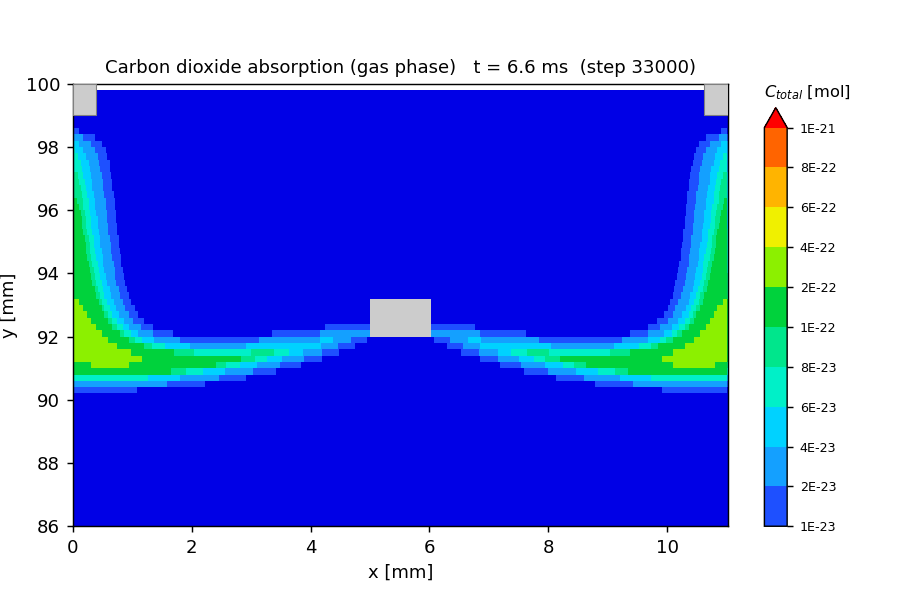 Carbon dioxide absorption (gas phase)   t = 6.6 ms  (step 33000)
C_total [mol]
100
98
96
94
92
90
88
86
y [mm]
0 2 4 6 8 10
x [mm]
1E-21
8E-22
6E-22
4E-22
2E-22
1E-22
8E-23
6E-23
4E-23
2E-23
1E-23